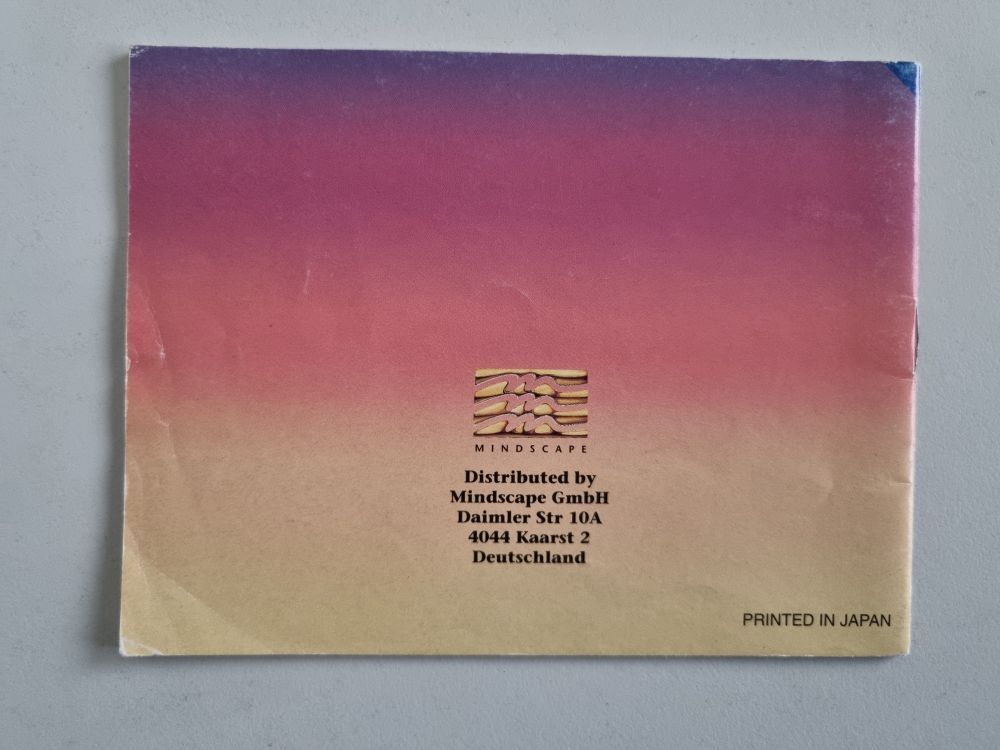 MINDSCAPE
Distributed by
Mindscape GmbH
Daimler Str 10A
4044 Kaarst 2
Deutschland
PRINTED IN JAPAN